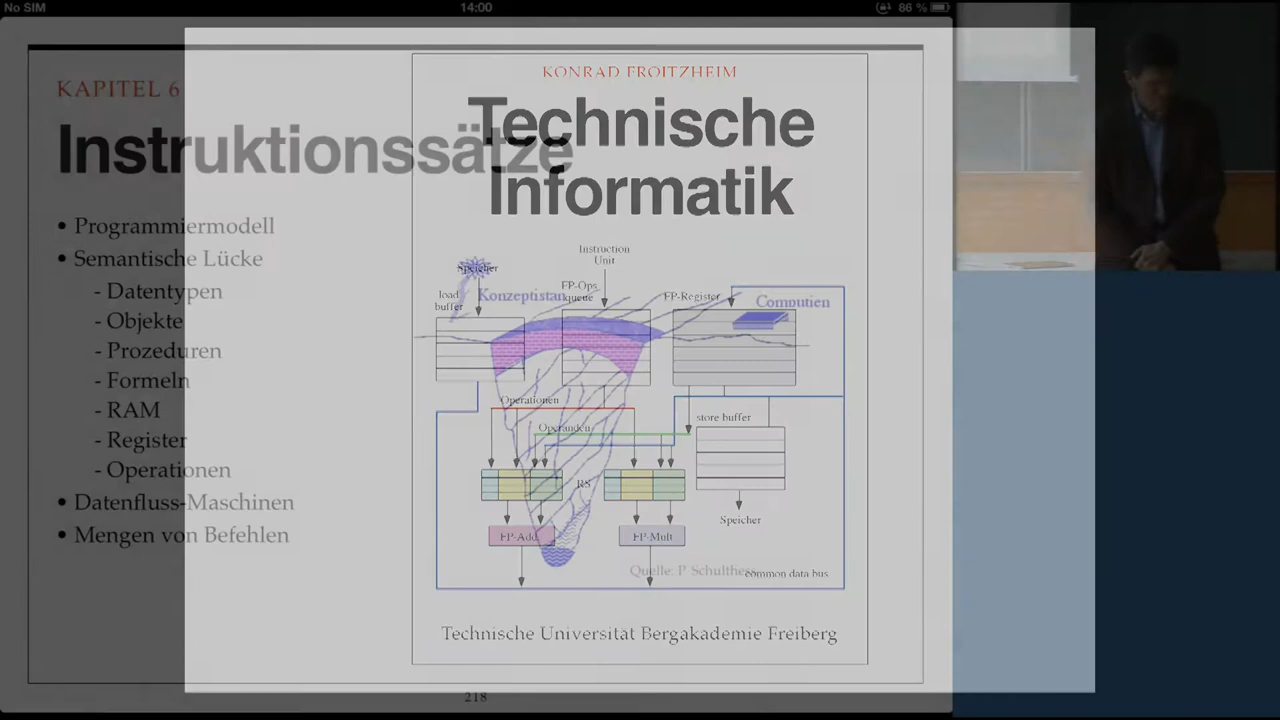 No SIM
14:00
86 %
KAPITEL 6
Instruktionssätze
• Programmiermodell
• Semantische Lücke
- Datentypen
- Objekte
- Prozeduren
- Formeln
- RAM
- Register
- Operationen
• Datenfluss-Maschinen
• Mengen von Befehlen
218
KONRAD FROITZHEIM
Technische
Informatik
Instruction
Unit
Speicher
FP-Ops
queue
load
buffer
Konzeptistan
FP-Register
Computien
Operationen
Operanden
store buffer
RS
Speicher
FP-Add
FP-Mult
Quelle: P Schulthess
common data bus
Technische Universität Bergakademie Freiberg